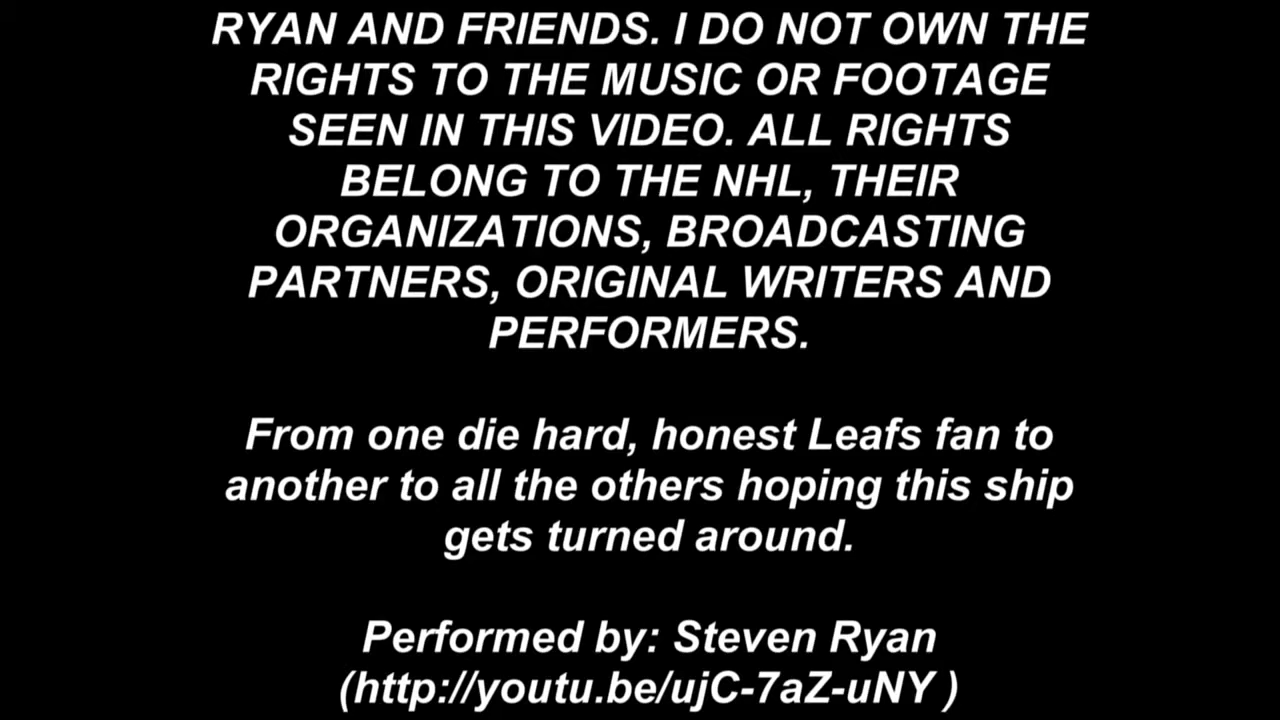 RYAN AND FRIENDS. I DO NOT OWN THE
RIGHTS TO THE MUSIC OR FOOTAGE
SEEN IN THIS VIDEO. ALL RIGHTS
BELONG TO THE NHL, THEIR
ORGANIZATIONS, BROADCASTING
PARTNERS, ORIGINAL WRITERS AND
PERFORMERS.
From one die hard, honest Leafs fan to
another to all the others hoping this ship
gets turned around.
Performed by: Steven Ryan
(http://youtu.be/ujC-7aZ-uNY )